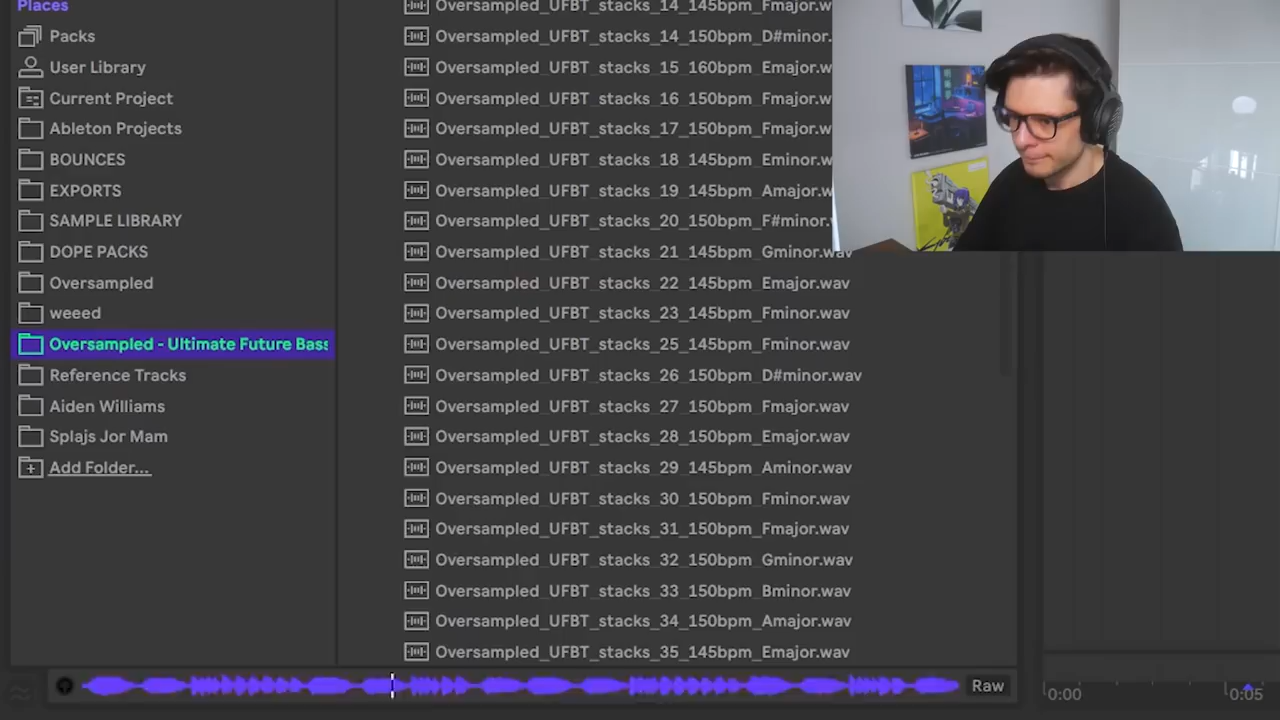 Places
Packs
User Library
Current Project
Ableton Projects
BOUNCES
EXPORTS
SAMPLE LIBRARY
DOPE PACKS
Oversampled
weeed
Oversampled - Ultimate Future Bass
Reference Tracks
Aiden Williams
Splajs Jor Mam
Add Folder...
Oversampled_UFBT_stacks_14_145bpm_Fmajor.w
Oversampled_UFBT_stacks_14_150bpm_D#minor.
Oversampled_UFBT_stacks_15_160bpm_Emajor.w
Oversampled_UFBT_stacks_16_150bpm_Fmajor.w
Oversampled_UFBT_stacks_17_150bpm_Fmajor.w
Oversampled_UFBT_stacks_18_145bpm_Eminor.w
Oversampled_UFBT_stacks_19_145bpm_Amajor.w
Oversampled_UFBT_stacks_20_150bpm_F#minor.
Oversampled_UFBT_stacks_21_145bpm_Gminor.wav
Oversampled_UFBT_stacks_22_145bpm_Emajor.wav
Oversampled_UFBT_stacks_23_145bpm_Fminor.wav
Oversampled_UFBT_stacks_25_145bpm_Fminor.wav
Oversampled_UFBT_stacks_26_150bpm_D#minor.wav
Oversampled_UFBT_stacks_27_150bpm_Fmajor.wav
Oversampled_UFBT_stacks_28_150bpm_Emajor.wav
Oversampled_UFBT_stacks_29_145bpm_Aminor.wav
Oversampled_UFBT_stacks_30_150bpm_Fminor.wav
Oversampled_UFBT_stacks_31_150bpm_Fmajor.wav
Oversampled_UFBT_stacks_32_150bpm_Gminor.wav
Oversampled_UFBT_stacks_33_150bpm_Bminor.wav
Oversampled_UFBT_stacks_34_150bpm_Amajor.wav
Oversampled_UFBT_stacks_35_145bpm_Emajor.wav
Raw
0:00
0:05